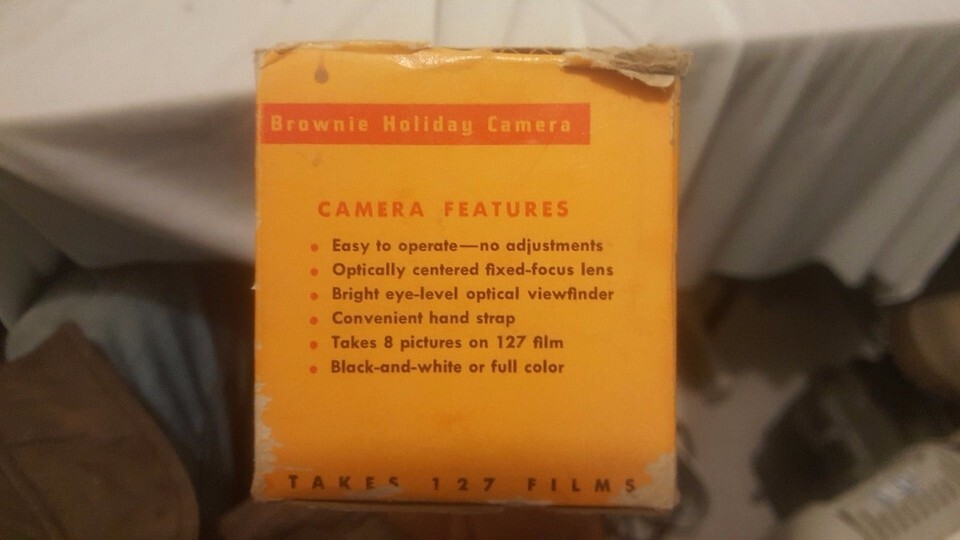 Brownie Holiday Camera
CAMERA FEATURES
• Easy to operate—no adjustments
• Optically centered fixed-focus lens
• Bright eye-level optical viewfinder
• Convenient hand strap
• Takes 8 pictures on 127 film
• Black-and-white or full color
TAKES 127 FILMS